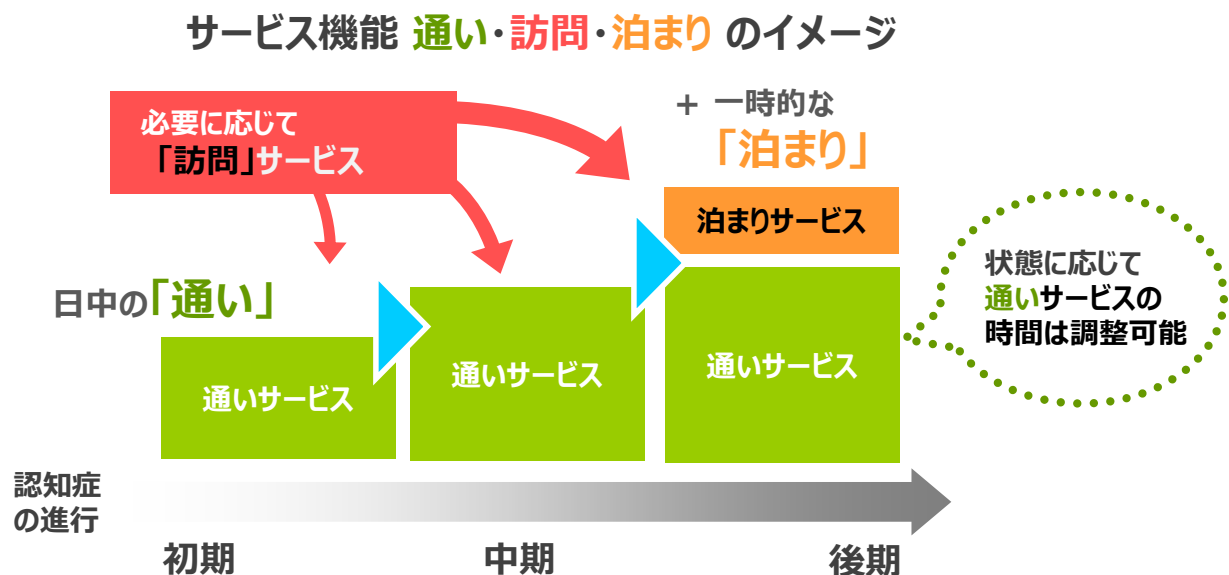 サービス機能 通い・訪問・泊まり のイメージ
必要に応じて
「訪問」サービス
+ 一時的な
「泊まり」
泊まりサービス
日中の「通い」
通いサービス
通いサービス
通いサービス
状態に応じて
通いサービスの
時間は調整可能
認知症
の進行
初期
中期
後期